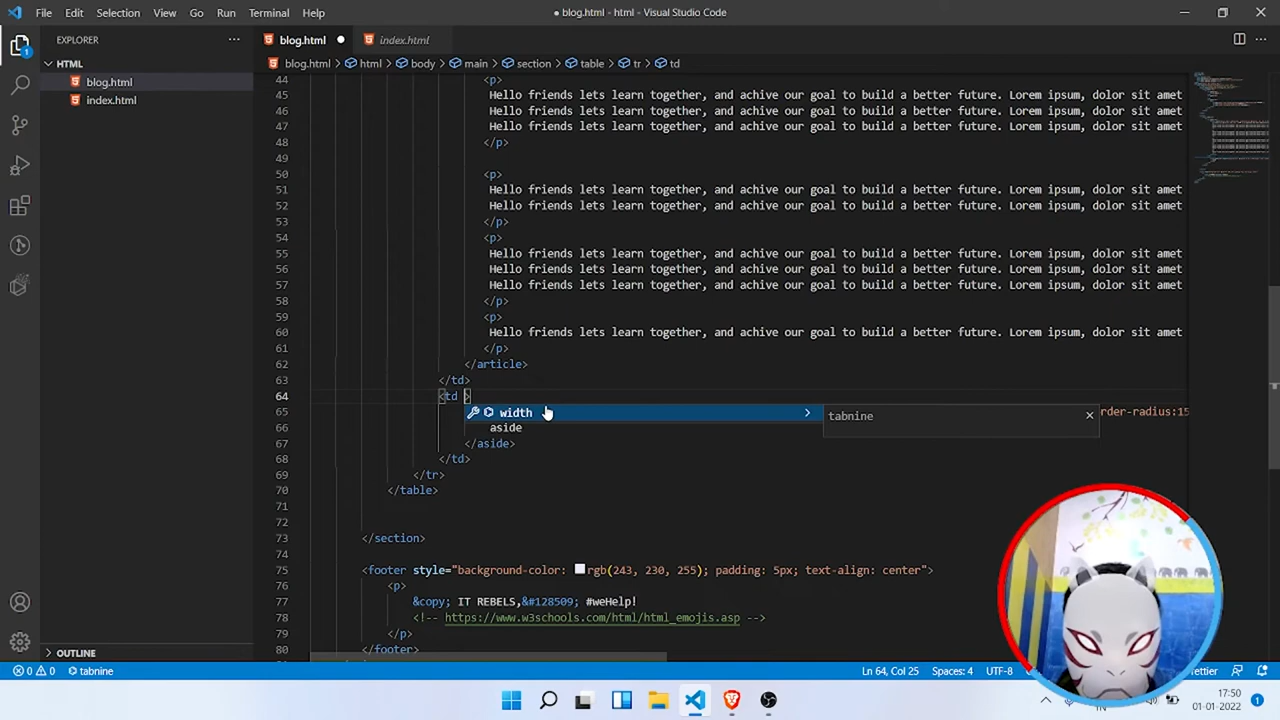 File Edit Selection View Go Run Terminal Help
● blog.html - html - Visual Studio Code
EXPLORER
HTML
blog.html
index.html
OUTLINE
blog.html ● index.html
blog.html > html > body > main > section > table > tr > td
44 <p>
45 Hello friends lets learn together, and achive our goal to build a better future. Lorem ipsum, dolor sit amet
46 Hello friends lets learn together, and achive our goal to build a better future. Lorem ipsum, dolor sit amet
47 Hello friends lets learn together, and achive our goal to build a better future. Lorem ipsum, dolor sit amet
48 </p>
49
50 <p>
51 Hello friends lets learn together, and achive our goal to build a better future. Lorem ipsum, dolor sit amet
52 Hello friends lets learn together, and achive our goal to build a better future. Lorem ipsum, dolor sit amet
53 </p>
54 <p>
55 Hello friends lets learn together, and achive our goal to build a better future. Lorem ipsum, dolor sit amet
56 Hello friends lets learn together, and achive our goal to build a better future. Lorem ipsum, dolor sit amet
57 Hello friends lets learn together, and achive our goal to build a better future. Lorem ipsum, dolor sit amet
58 </p>
59 <p>
60 Hello friends lets learn together, and achive our goal to build a better future. Lorem ipsum, dolor sit amet
61 </p>
62 </article>
63 </td>
64 <td >
65 width tabnine rder-radius:15
66 aside
67 </aside>
68 </td>
69 </tr>
70 </table>
71
72
73 </section>
74
75 <footer style="background-color: rgb(243, 230, 255); padding: 5px; text-align: center">
76 <p>
77 &copy; IT REBELS,&#128509; #weHelp!
78 <!-- https://www.w3schools.com/html/html_emojis.asp -->
79 </p>
80 </footer>
0 0 tabnine Ln 64, Col 25 Spaces: 4 UTF-8 ettier
17:50
01-01-2022